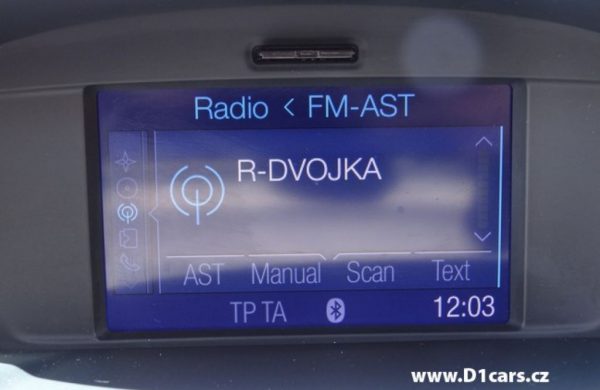 Radio < FM-AST
R-DVOJKA
AST Manual Scan Text
TP TA 12:03
www.D1cars.cz